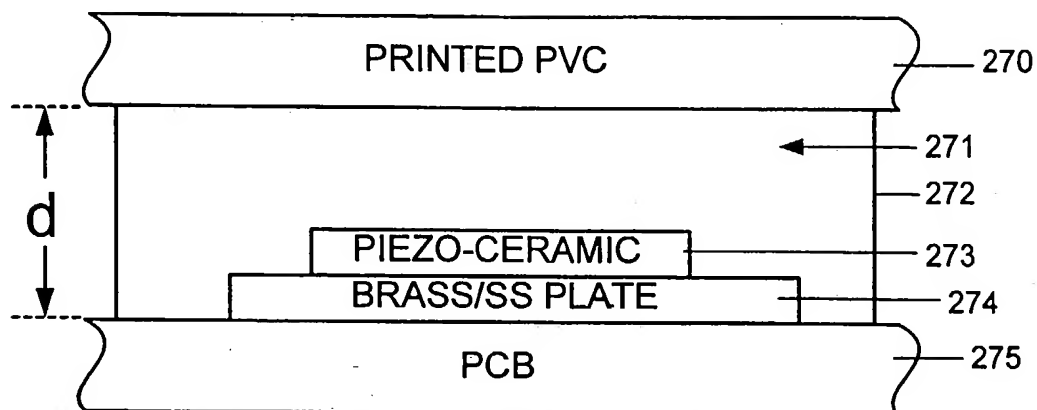 PRINTED PVC
270
271
d
272
PIEZO-CERAMIC
273
BRASS/SS PLATE
274
PCB
275